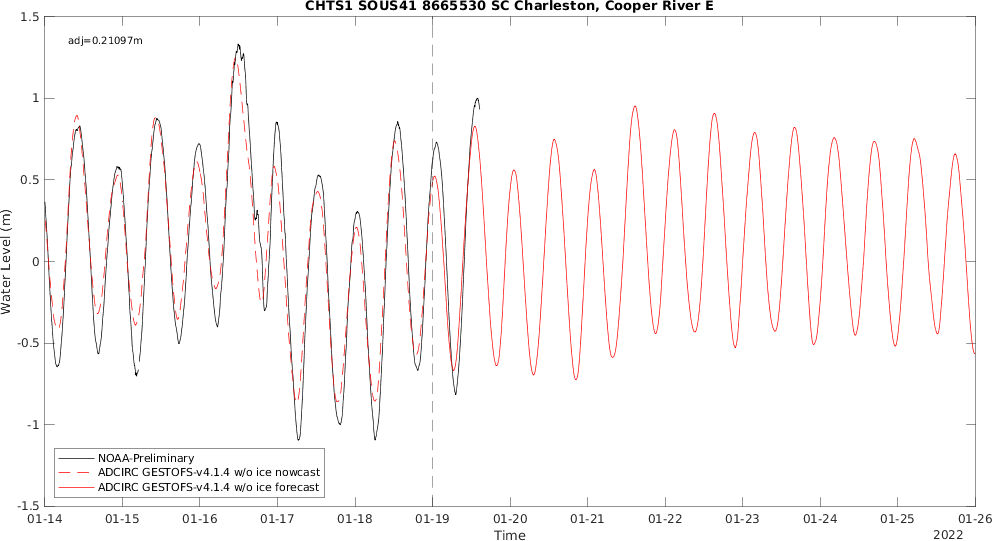 CHTS1 SOUS41 8665530 SC Charleston, Cooper River E
adj=0.21097m
1.5
1
0.5
0
-0.5
-1
-1.5
Water Level (m)
NOAA-Preliminary
ADCIRC GESTOFS-v4.1.4 w/o ice nowcast
ADCIRC GESTOFS-v4.1.4 w/o ice forecast
01-14 01-15 01-16 01-17 01-18 01-19 01-20 01-21 01-22 01-23 01-24 01-25 01-26
Time
2022